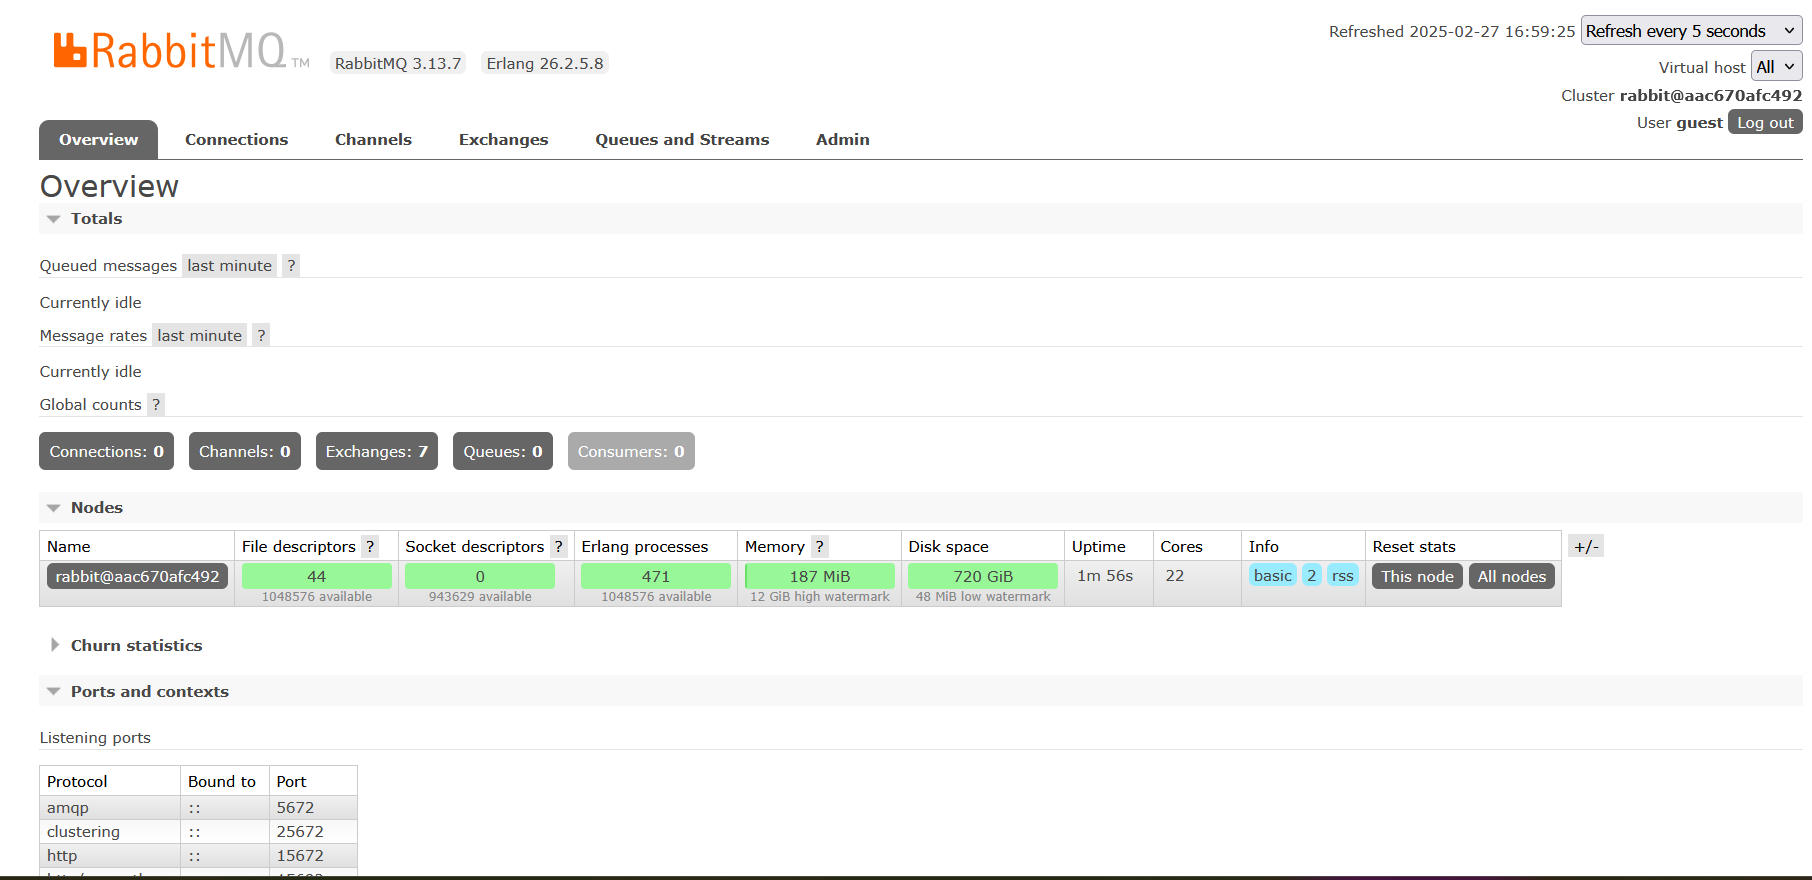 RabbitMQ TM RabbitMQ 3.13.7 Erlang 26.2.5.8
Refreshed 2025-02-27 16:59:25 Refresh every 5 seconds
Virtual host All
Cluster rabbit@aac670afc492
User guest Log out
Overview Connections Channels Exchanges Queues and Streams Admin
Overview
Totals
Queued messages last minute ?
Currently idle
Message rates last minute ?
Currently idle
Global counts ?
Connections: 0 Channels: 0 Exchanges: 7 Queues: 0 Consumers: 0
Nodes
Name File descriptors ? Socket descriptors ? Erlang processes Memory ? Disk space Uptime Cores Info Reset stats +/-
rabbit@aac670afc492 44 0 471 187 MiB 720 GiB 1m 56s 22 basic 2 rss This node All nodes
1048576 available 943629 available 1048576 available 12 GiB high watermark 48 MiB low watermark
Churn statistics
Ports and contexts
Listening ports
Protocol Bound to Port
amqp :: 5672
clustering :: 25672
http :: 15672